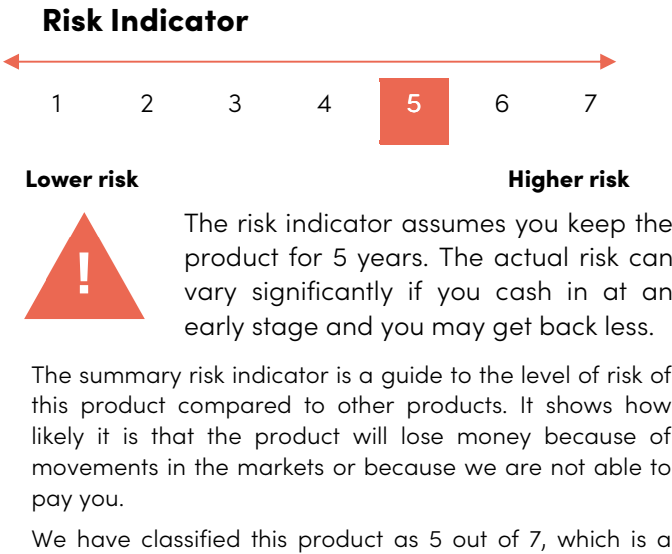 Risk Indicator
1 2 3 4 5 6 7
Lower risk Higher risk
!
The risk indicator assumes you keep the
product for 5 years. The actual risk can
vary significantly if you cash in at an
early stage and you may get back less.
The summary risk indicator is a guide to the level of risk of
this product compared to other products. It shows how
likely it is that the product will lose money because of
movements in the markets or because we are not able to
pay you.
We have classified this product as 5 out of 7, which is a